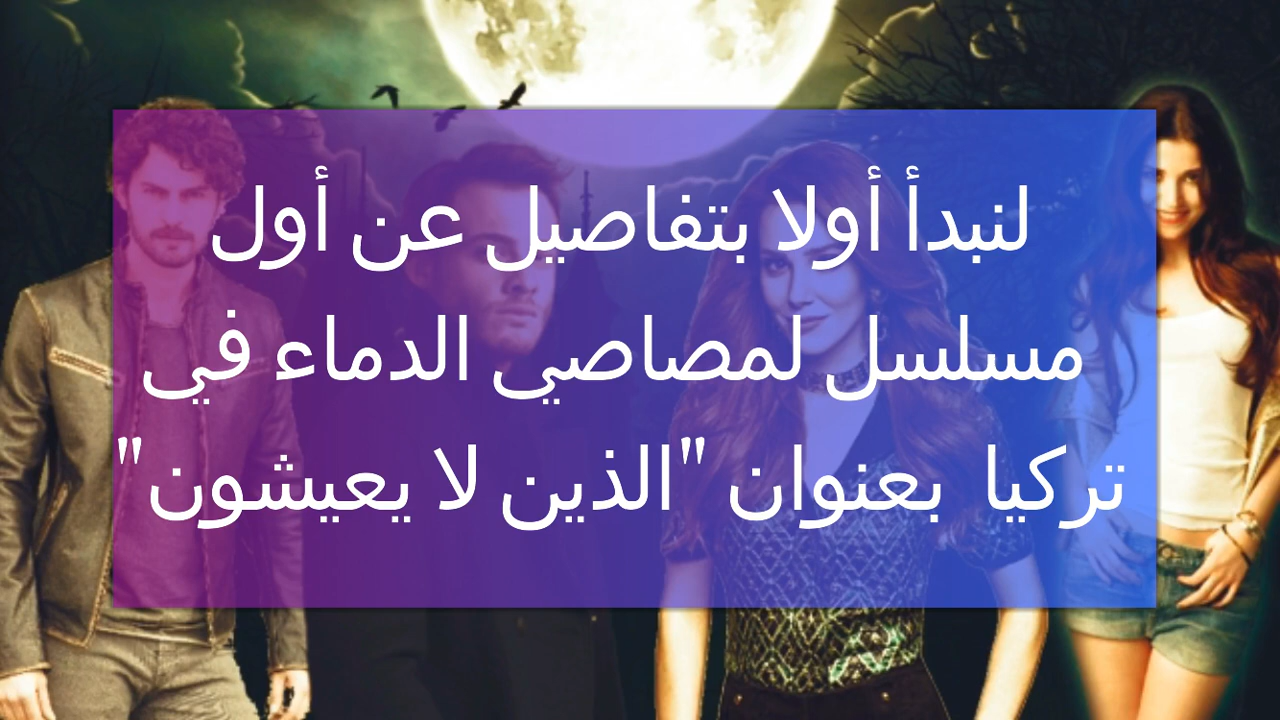 لنبدأ أولا بتفاصيل عن أول
مسلسل لمصاصي الدماء في
تركيا بعنوان "الذين لا يعيشون"